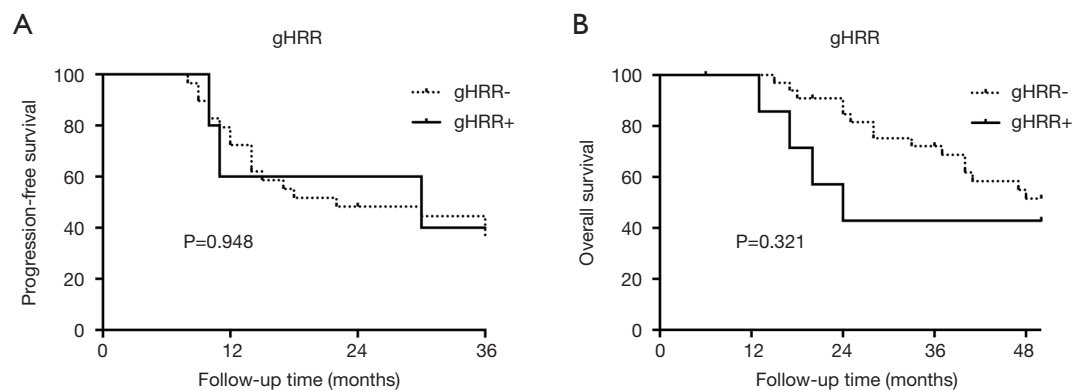 A
gHRR
Progression-free survival
100
80
60
40
20
0
0 12 24 36
Follow-up time (months)
gHRR-
gHRR+
P=0.948
B
gHRR
Overall survival
100
80
60
40
20
0
0 12 24 36 48
Follow-up time (months)
gHRR-
gHRR+
P=0.321